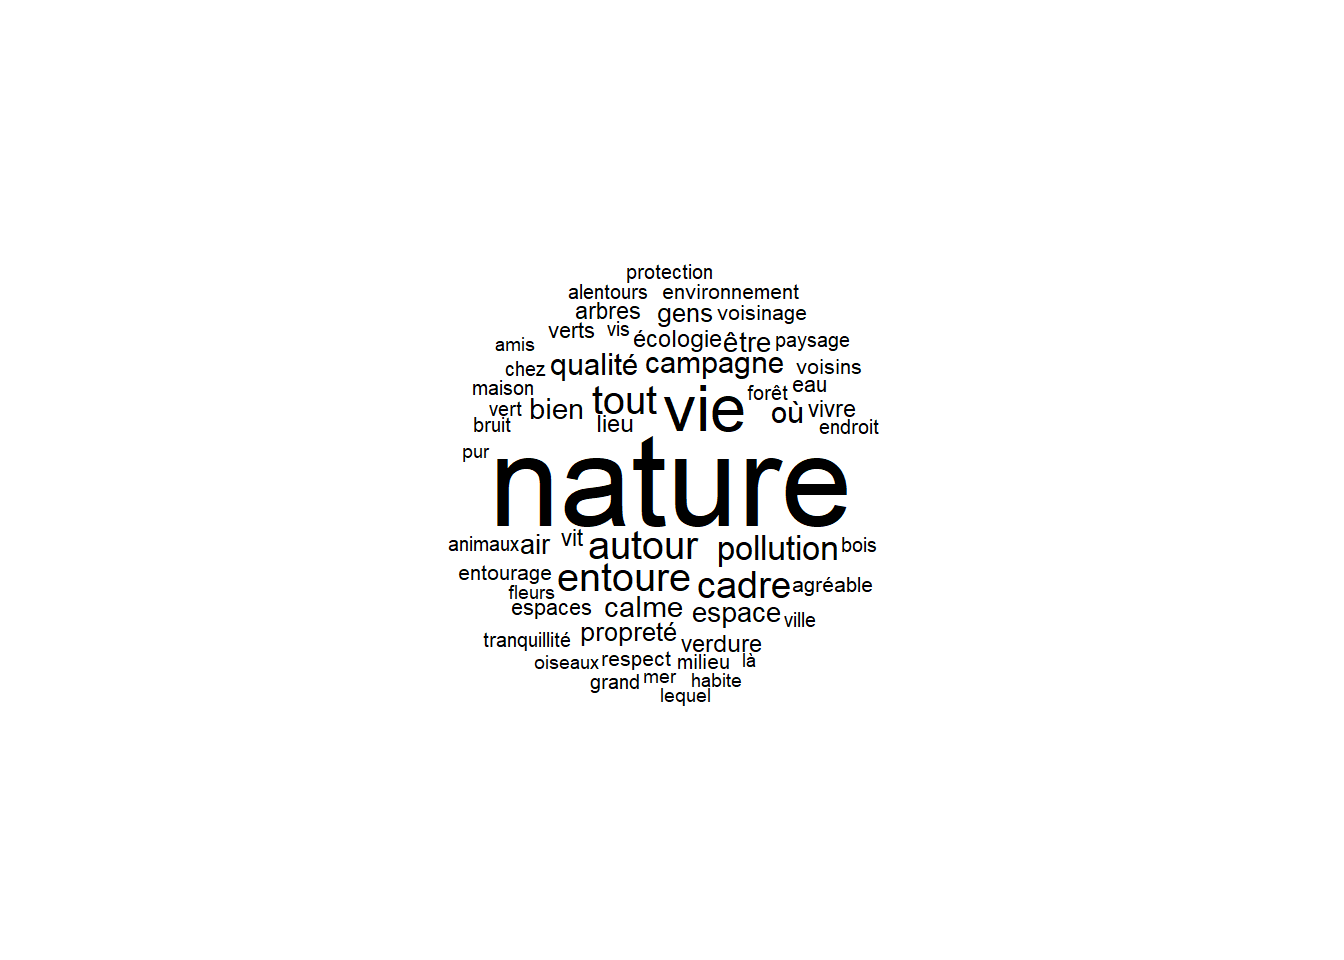 protection
alentours environnement
arbres gens voisinage
verts vis écologie être paysage
amis
chez qualité campagne voisins
maison tout vie forêt eau
vert bien lieu où vivre
bruit endroit
pur nature
animaux air vit autour pollution bois
entourage entoure cadre agréable
fleurs
espaces calme espace ville
tranquillité propreté verdure
oiseaux respect milieu là
grand mer habite
lequel